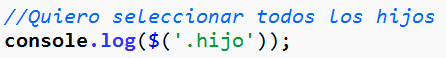 //Quiero seleccionar todos los hijos
console.log($('.hijo'));